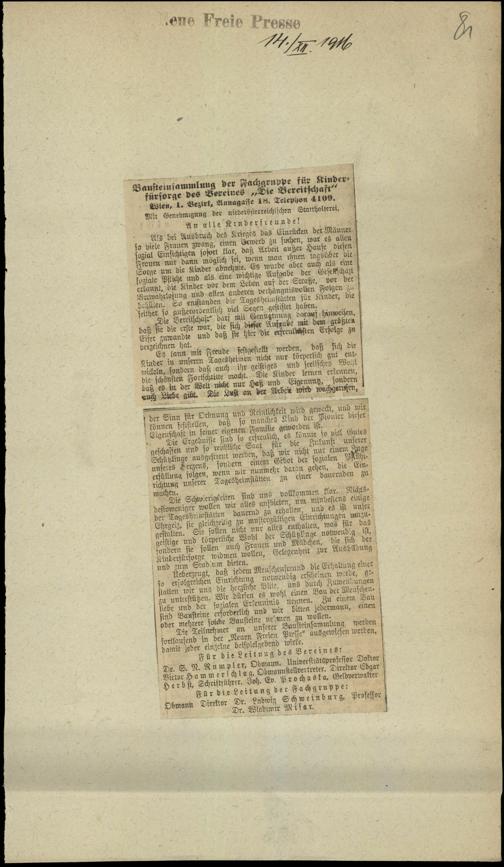 eue Freie Presse
14./XII. 1916
81
Bausteinsammlung der Fachgruppe für Kinder-
fürsorge des Vereines „Die Bereitschaft"
Wien, 1. Bezirk, Annagasse 18. Telephon 4109.
Mit Genehmigung der niederösterreichischen Statthalterei.
An alle Kinderfreunde!
Als bei Ausbruch des Krieges das Einrücken der Männer
so viele Frauen zwang, einen Erwerb zu suchen, war es allen
sozial Einsichtigen sofort klar, daß Arbeit außer Hause diesen
Frauen nur dann möglich sei, wenn man ihnen tagsüber die
Sorge um die Kinder abnehme. Es wurde aber auch als eine
soziale Pflicht und als eine wichtige Aufgabe der Gesellschaft
erkannt, die Kinder vor dem Leben auf der Straße, vor der
Verwahrlosung und allen anderen verhängnisvollen Folgen zu
schützen. So entstanden die Tagesheimstätten für Kinder, die
seither so außerordentlich viel Segen gestiftet haben.
„Die Bereitschaft" darf mit Genugtuung darauf hinweisen,
daß sie die erste war, die sich dieser Aufgabe mit dem größten
Eifer zuwandte und daß sie hier die erfreulichsten Erfolge zu
verzeichnen hat.
Es kann mit Freude festgestellt werden, daß sich die
Kinder in unseren Tagesheimen nicht nur körperlich gut ent-
wickeln, sondern daß auch ihr geistiges und seelisches Wohl
die schönsten Fortschritte macht. Die Kinder lernen erkennen,
daß es in der Welt nicht nur Haß und Eigennutz, sondern
auch Liebe gibt. Die Lust an der Arbeit wird wachgerufen,
der Sinn für Ordnung und Reinlichkeit wird geweckt, und wir
können feststellen, daß so manches Kind der Pionier dieser
Eigenschaft in seiner eigenen Familie geworden ist.
Die Ergebnisse sind so erfreulich, es könnte so viel Gutes
geschaffen und so reichliche Saat für die Zukunft unserer
Schützlinge ausgestreut werden, daß wir nicht nur einem Zuge
unseres Herzens, sondern einem Gebot der sozialen Pflicht-
erfüllung folgen, wenn wir nunmehr daran gehen, die Ein-
richtung unserer Tagesheimstätten zu einer dauernden zu
machen.
Die Schwierigkeiten sind uns vollkommen klar. Nichts-
destoweniger wollen wir alles aufbieten, um mindestens einige
der Tagesheimstätten dauernd zu erhalten, und es ist unser
Ehrgeiz, sie gleichzeitig zu mustergültigen Einrichtungen auszu-
gestalten. Sie sollen nicht nur alles enthalten, was für das
geistige und körperliche Wohl der Schützlinge notwendig ist,
sondern sie sollen auch Frauen und Mädchen, die sich der
Kinderfürsorge widmen wollen, Gelegenheit zur Ausbildung
und zum Studium bieten.
Ueberzeugt, daß jedem Menschenfreund die Erhaltung einer
so erfolgreichen Einrichtung notwendig erscheinen werde, ge-
statten wir uns die herzliche Bitte, uns durch Zuwendungen
zu unterstützen. Wir dürfen es wohl einen Bau der Menschen-
liebe und der sozialen Erkenntnis nennen. Zu einem Bau
sind Bausteine erforderlich und wir bitten jedermann, einen
oder mehrere solche Bausteine nehmen zu wollen.
Die Teilnehmer an unserer Bausteinsammlung werden
fortlaufend in der „Neuen Freien Presse" ausgewiesen werden,
damit jeder einzelne beispielgebend wirke.
Für die Leitung des Vereines:
Dr. S. N. Rumpler, Obmann. Universitätsprofessor Doktor
Victor Hammerschlag, Obmannstellvertreter. Direktor Edgar
Herbst, Schriftführer. Joh. Ev. Prochaska, Geldverwalter
Für die Leitung der Fachgruppe:
Obmann Direktor Dr. Ludwig Schweinburg, Professor
Dr. Wladimir Misar.